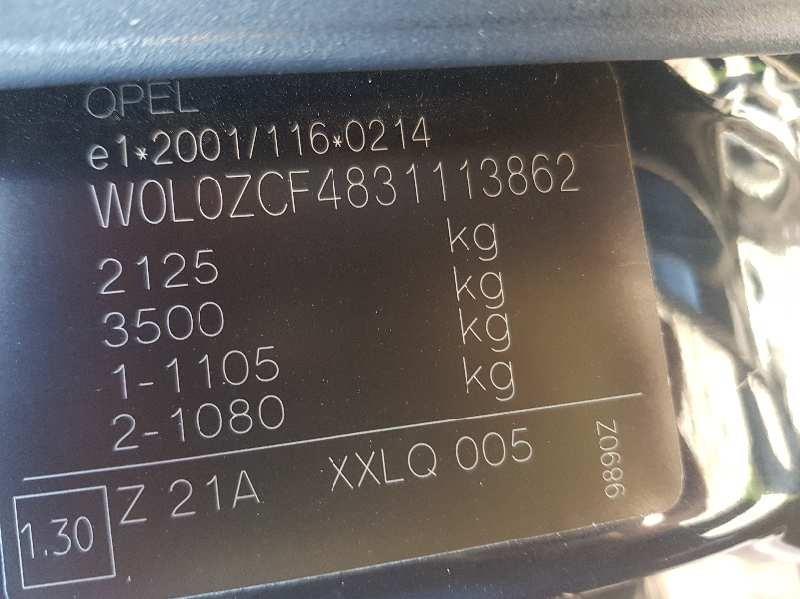 OPEL
e1*2001/116*0214
W0L0ZCF4831113862
2125 kg
3500 kg
1-1105 kg
2-1080 kg
1.30 Z 21A XXLQ 005
9890Z